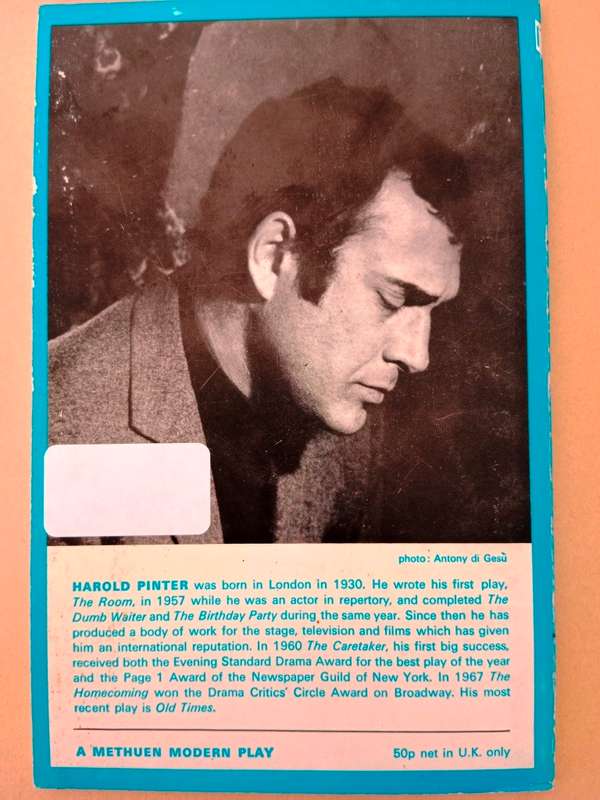 photo: Antony di Gesù
HAROLD PINTER was born in London in 1930. He wrote his first play,
The Room, in 1957 while he was an actor in repertory, and completed The
Dumb Waiter and The Birthday Party during the same year. Since then he has
produced a body of work for the stage, television and films which has given
him an international reputation. In 1960 The Caretaker, his first big success,
received both the Evening Standard Drama Award for the best play of the year
and the Page 1 Award of the Newspaper Guild of New York. In 1967 The
Homecoming won the Drama Critics' Circle Award on Broadway. His most
recent play is Old Times.
A METHUEN MODERN PLAY
50p net in U.K. only